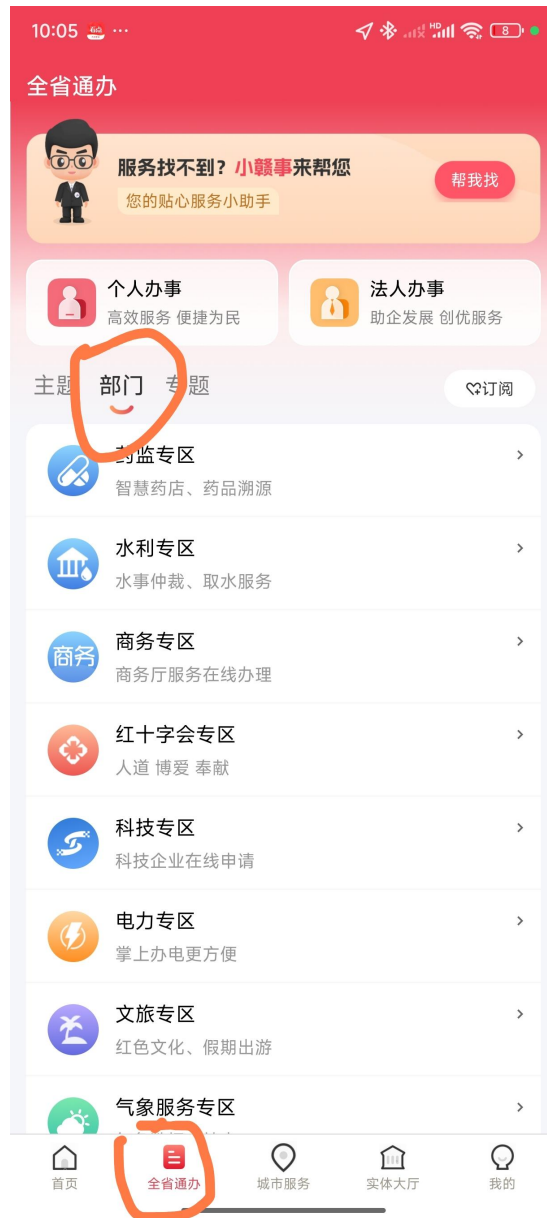 10:05
HD
8
全省通办
服务找不到？小赣事来帮您
您的贴心服务小助手
帮我找
个人办事
高效服务 便捷为民
法人办事
助企发展 创优服务
主题 部门 专题
订阅
药监专区
智慧药店、药品溯源
水利专区
水事仲裁、取水服务
商务
商务专区
商务厅服务在线办理
红十字会专区
人道 博爱 奉献
科技专区
科技企业在线申请
电力专区
掌上办电更方便
文旅专区
红色文化、假期出游
气象服务专区
首页
全省通办
城市服务
实体大厅
我的